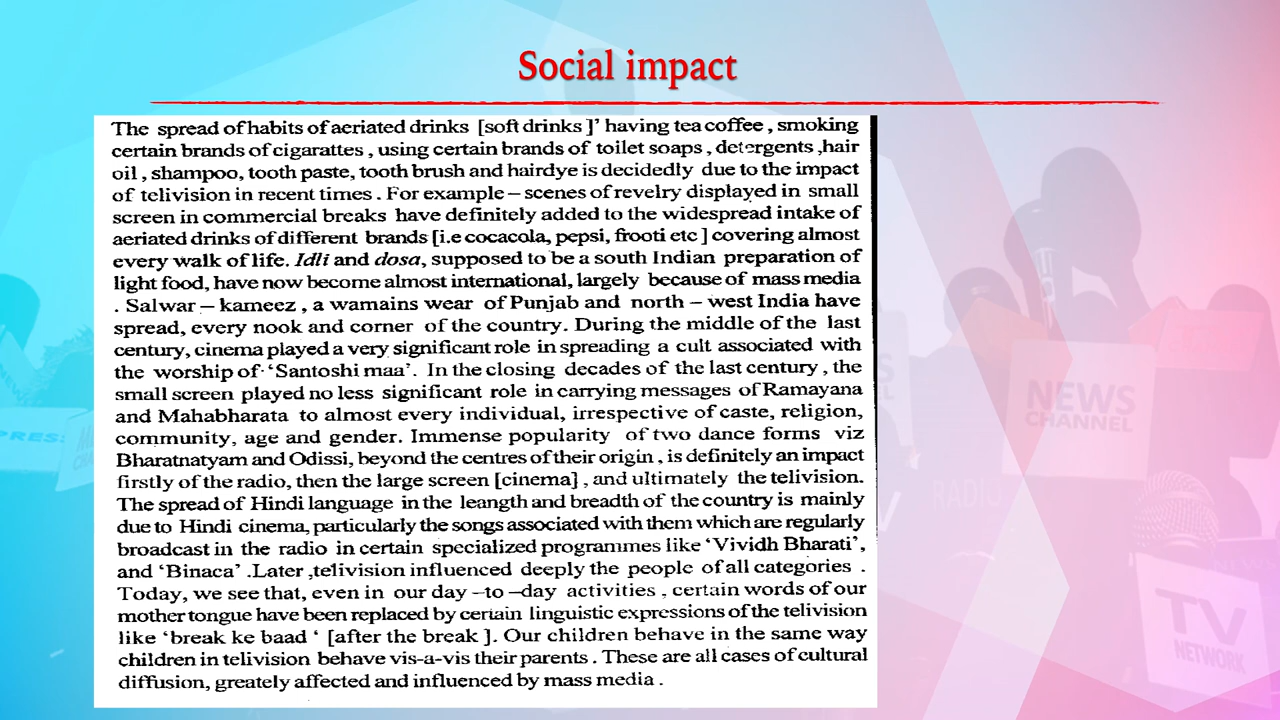 Social impact
The spread of habits of aeriated drinks [soft drinks ]’ having tea coffee , smoking
certain brands of cigarattes , using certain brands of toilet soaps , detergents ,hair
oil , shampoo, tooth paste, tooth brush and hairdye is decidedly due to the impact
of telivision in recent times . For example – scenes of revelry displayed in small
screen in commercial breaks have definitely added to the widespread intake of
aeriated drinks of different brands [i.e cocacola, pepsi, frooti etc ] covering almost
every walk of life. Idli and dosa, supposed to be a south Indian preparation of
light food, have now become almost international, largely because of mass media
. Salwar – kameez , a wamains wear of Punjab and north – west India have
spread, every nook and corner of the country. During the middle of the last
century, cinema played a very significant role in spreading a cult associated with
the worship of ‘Santoshi maa’. In the closing decades of the last century , the
small screen played no less significant role in carrying messages of Ramayana
and Mahabharata to almost every individual, irrespective of caste, religion,
community, age and gender. Immense popularity of two dance forms viz
Bharatnatyam and Odissi, beyond the centres of their origin , is definitely an impact
firstly of the radio, then the large screen [cinema] , and ultimately the telivision.
The spread of Hindi language in the leangth and breadth of the country is mainly
due to Hindi cinema, particularly the songs associated with them which are regularly
broadcast in the radio in certain specialized programmes like ‘Vividh Bharati’,
and ‘Binaca’ .Later ,telivision influenced deeply the people of all categories .
Today, we see that, even in our day –to –day activities , certain words of our
mother tongue have been replaced by certain linguistic expressions of the telivision
like ‘break ke baad ‘ [after the break ]. Our children behave in the same way
children in telivision behave vis-a-vis their parents . These are all cases of cultural
diffusion, greately affected and influenced by mass media .
PRESS
NEWS
CHANNEL
RADIO
TV
NETWORK